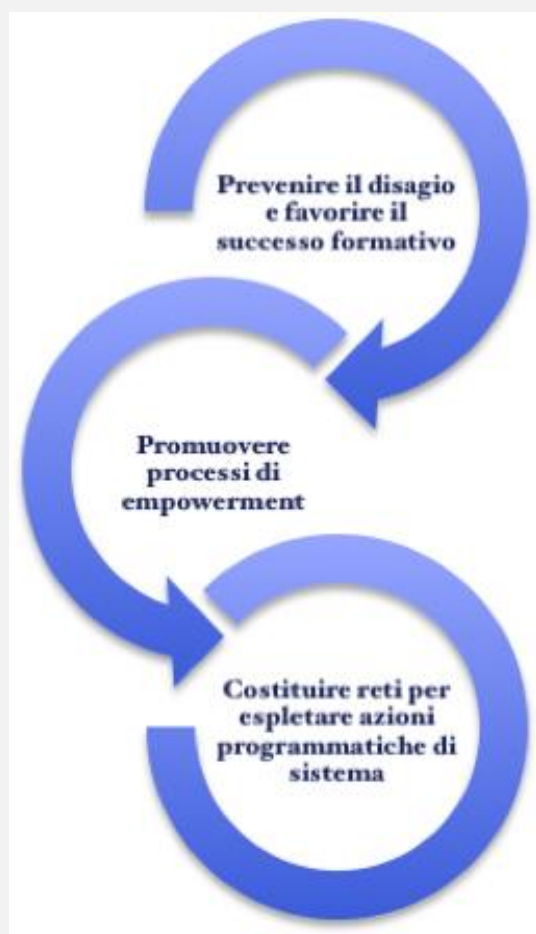 Prevenire il disagio
e favorire il
successo formativo
Promuovere
processi di
empowerment
Costituire reti per
espletare azioni
programmatiche di
sistema